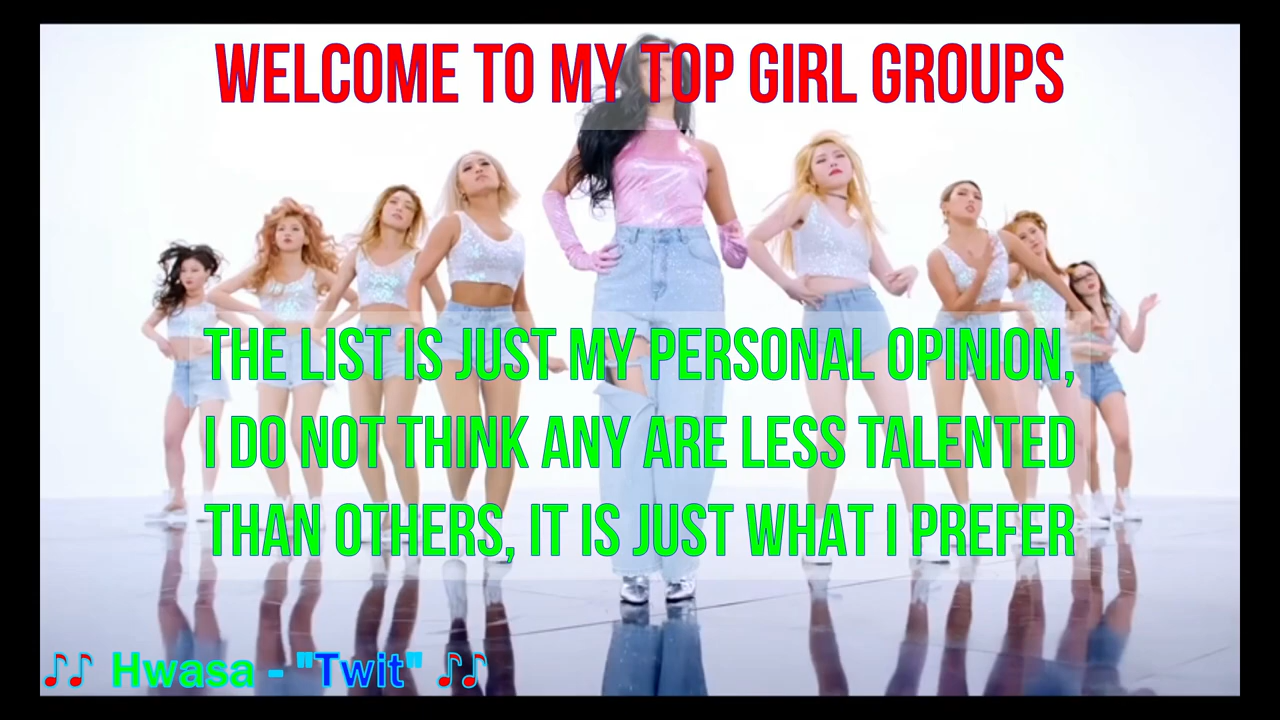 WELCOME TO MY TOP GIRL GROUPS
THE LIST IS JUST MY PERSONAL OPINION,
I DO NOT THINK ANY ARE LESS TALENTED
THAN OTHERS, IT IS JUST WHAT I PREFER
🎵 Hwasa - "Twit" 🎵